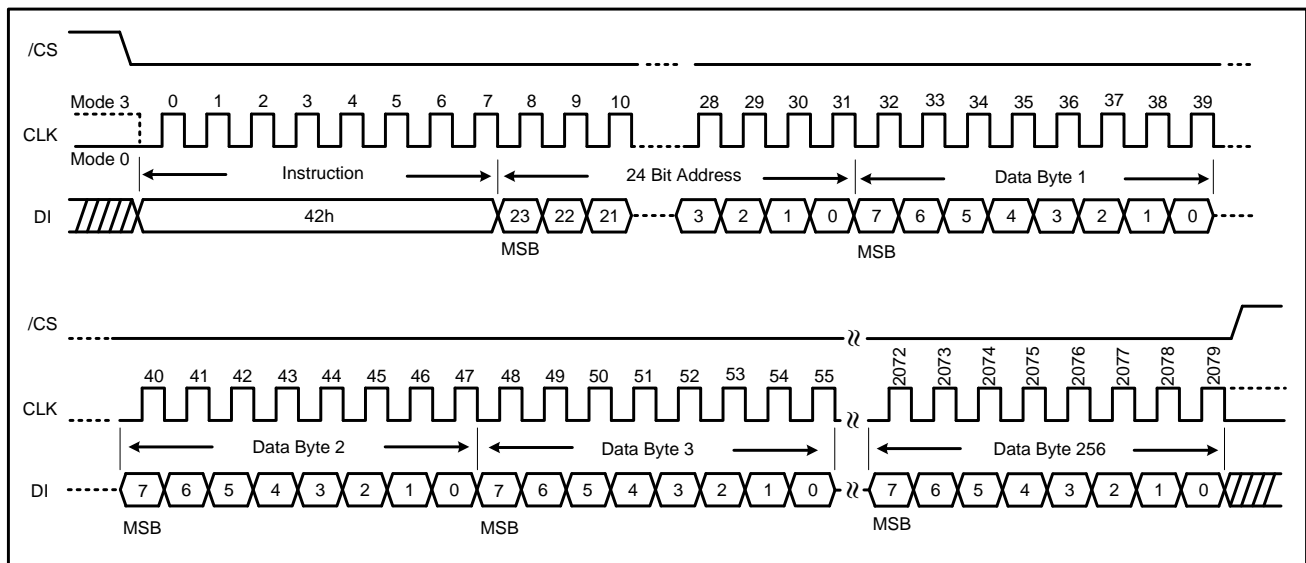 /CS
Mode 3 0 1 2 3 4 5 6 7 8 9 10 28 29 30 31 32 33 34 35 36 37 38 39
CLK
Mode 0
Instruction 24 Bit Address Data Byte 1
DI 42h 23 22 21 3 2 1 0 7 6 5 4 3 2 1 0
MSB MSB
/CS
40 41 42 43 44 45 46 47 48 49 50 51 52 53 54 55 2072 2073 2074 2075 2076 2077 2078 2079
CLK
Data Byte 2 Data Byte 3 Data Byte 256
DI 7 6 5 4 3 2 1 0 7 6 5 4 3 2 1 0 7 6 5 4 3 2 1 0
MSB MSB MSB